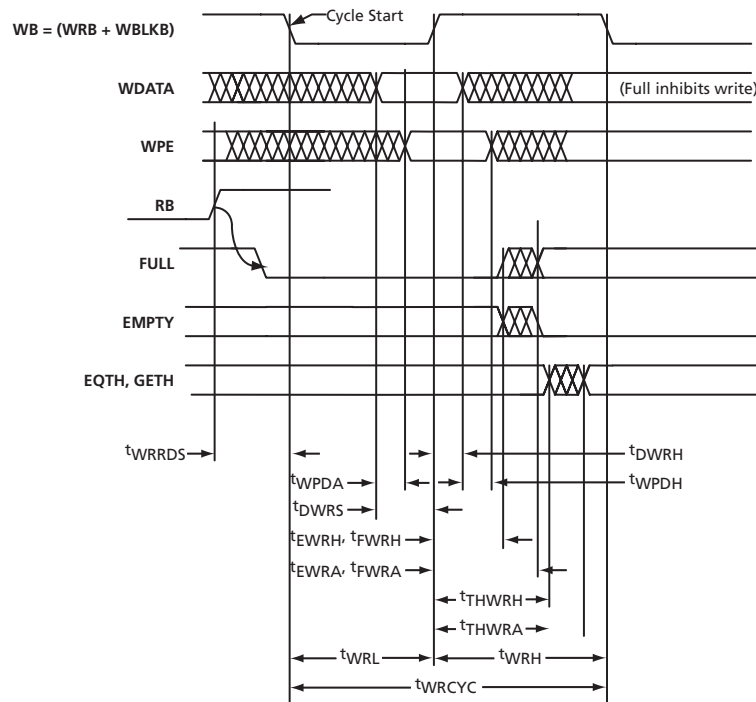 Cycle Start
WB = (WRB + WBLKB)
WDATA
(Full inhibits write)
WPE
RB
FULL
EMPTY
EQTH, GETH
tWRRDS
tDWRH
tWPDA
tWPDH
tDWRS
tEWRH, tFWRH
tEWRA, tFWRA
tTHWRH
tTHWRA
tWRL
tWRH
tWRCYC